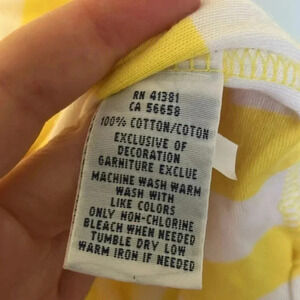 RN 41381
CA 56658
100% COTTON/COTON
EXCLUSIVE OF
DECORATION
GARNITURE EXCLUE
MACHINE WASH WARM
WASH WITH
LIKE COLORS
ONLY NON-CHLORINE
BLEACH WHEN NEEDED
TUMBLE DRY LOW
WARM IRON IF NEEDED